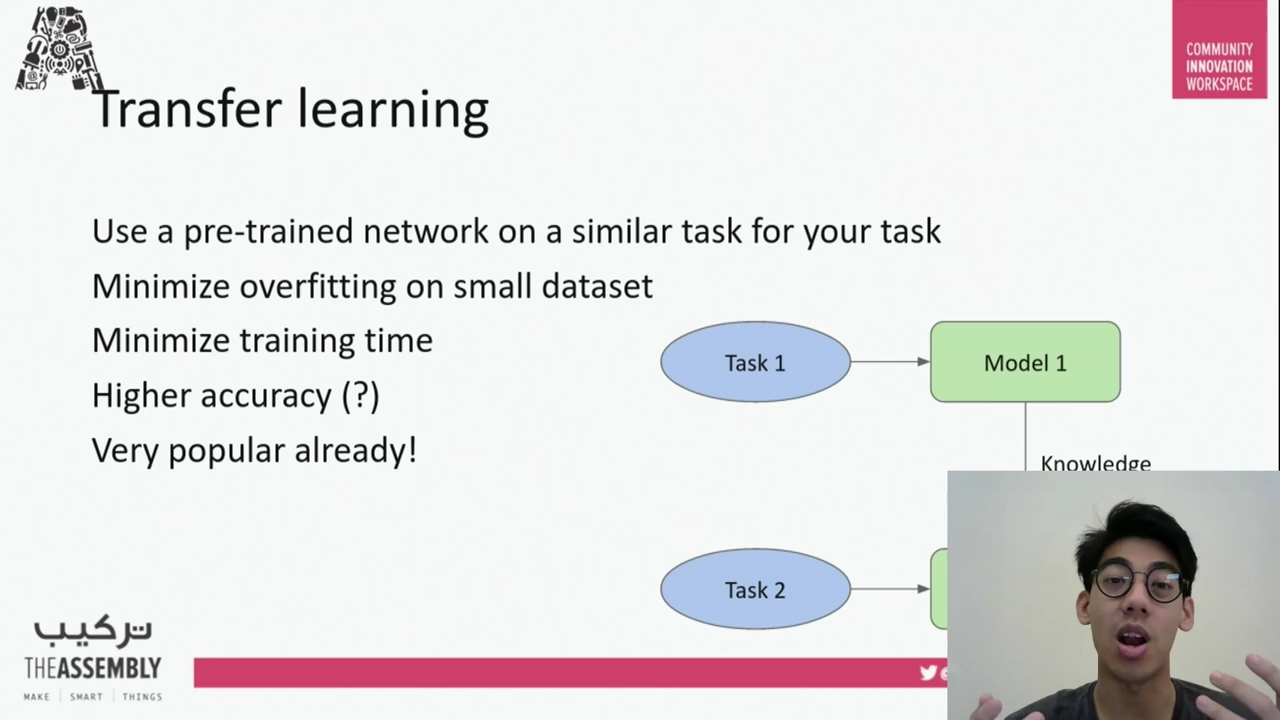 COMMUNITY
INNOVATION
WORKSPACE
Transfer learning
Use a pre-trained network on a similar task for your task
Minimize overfitting on small dataset
Minimize training time
Higher accuracy (?)
Very popular already!
Task 1
Model 1
Knowledge
Task 2
تركيب
THEASSEMBLY
MAKE | SMART | THINGS